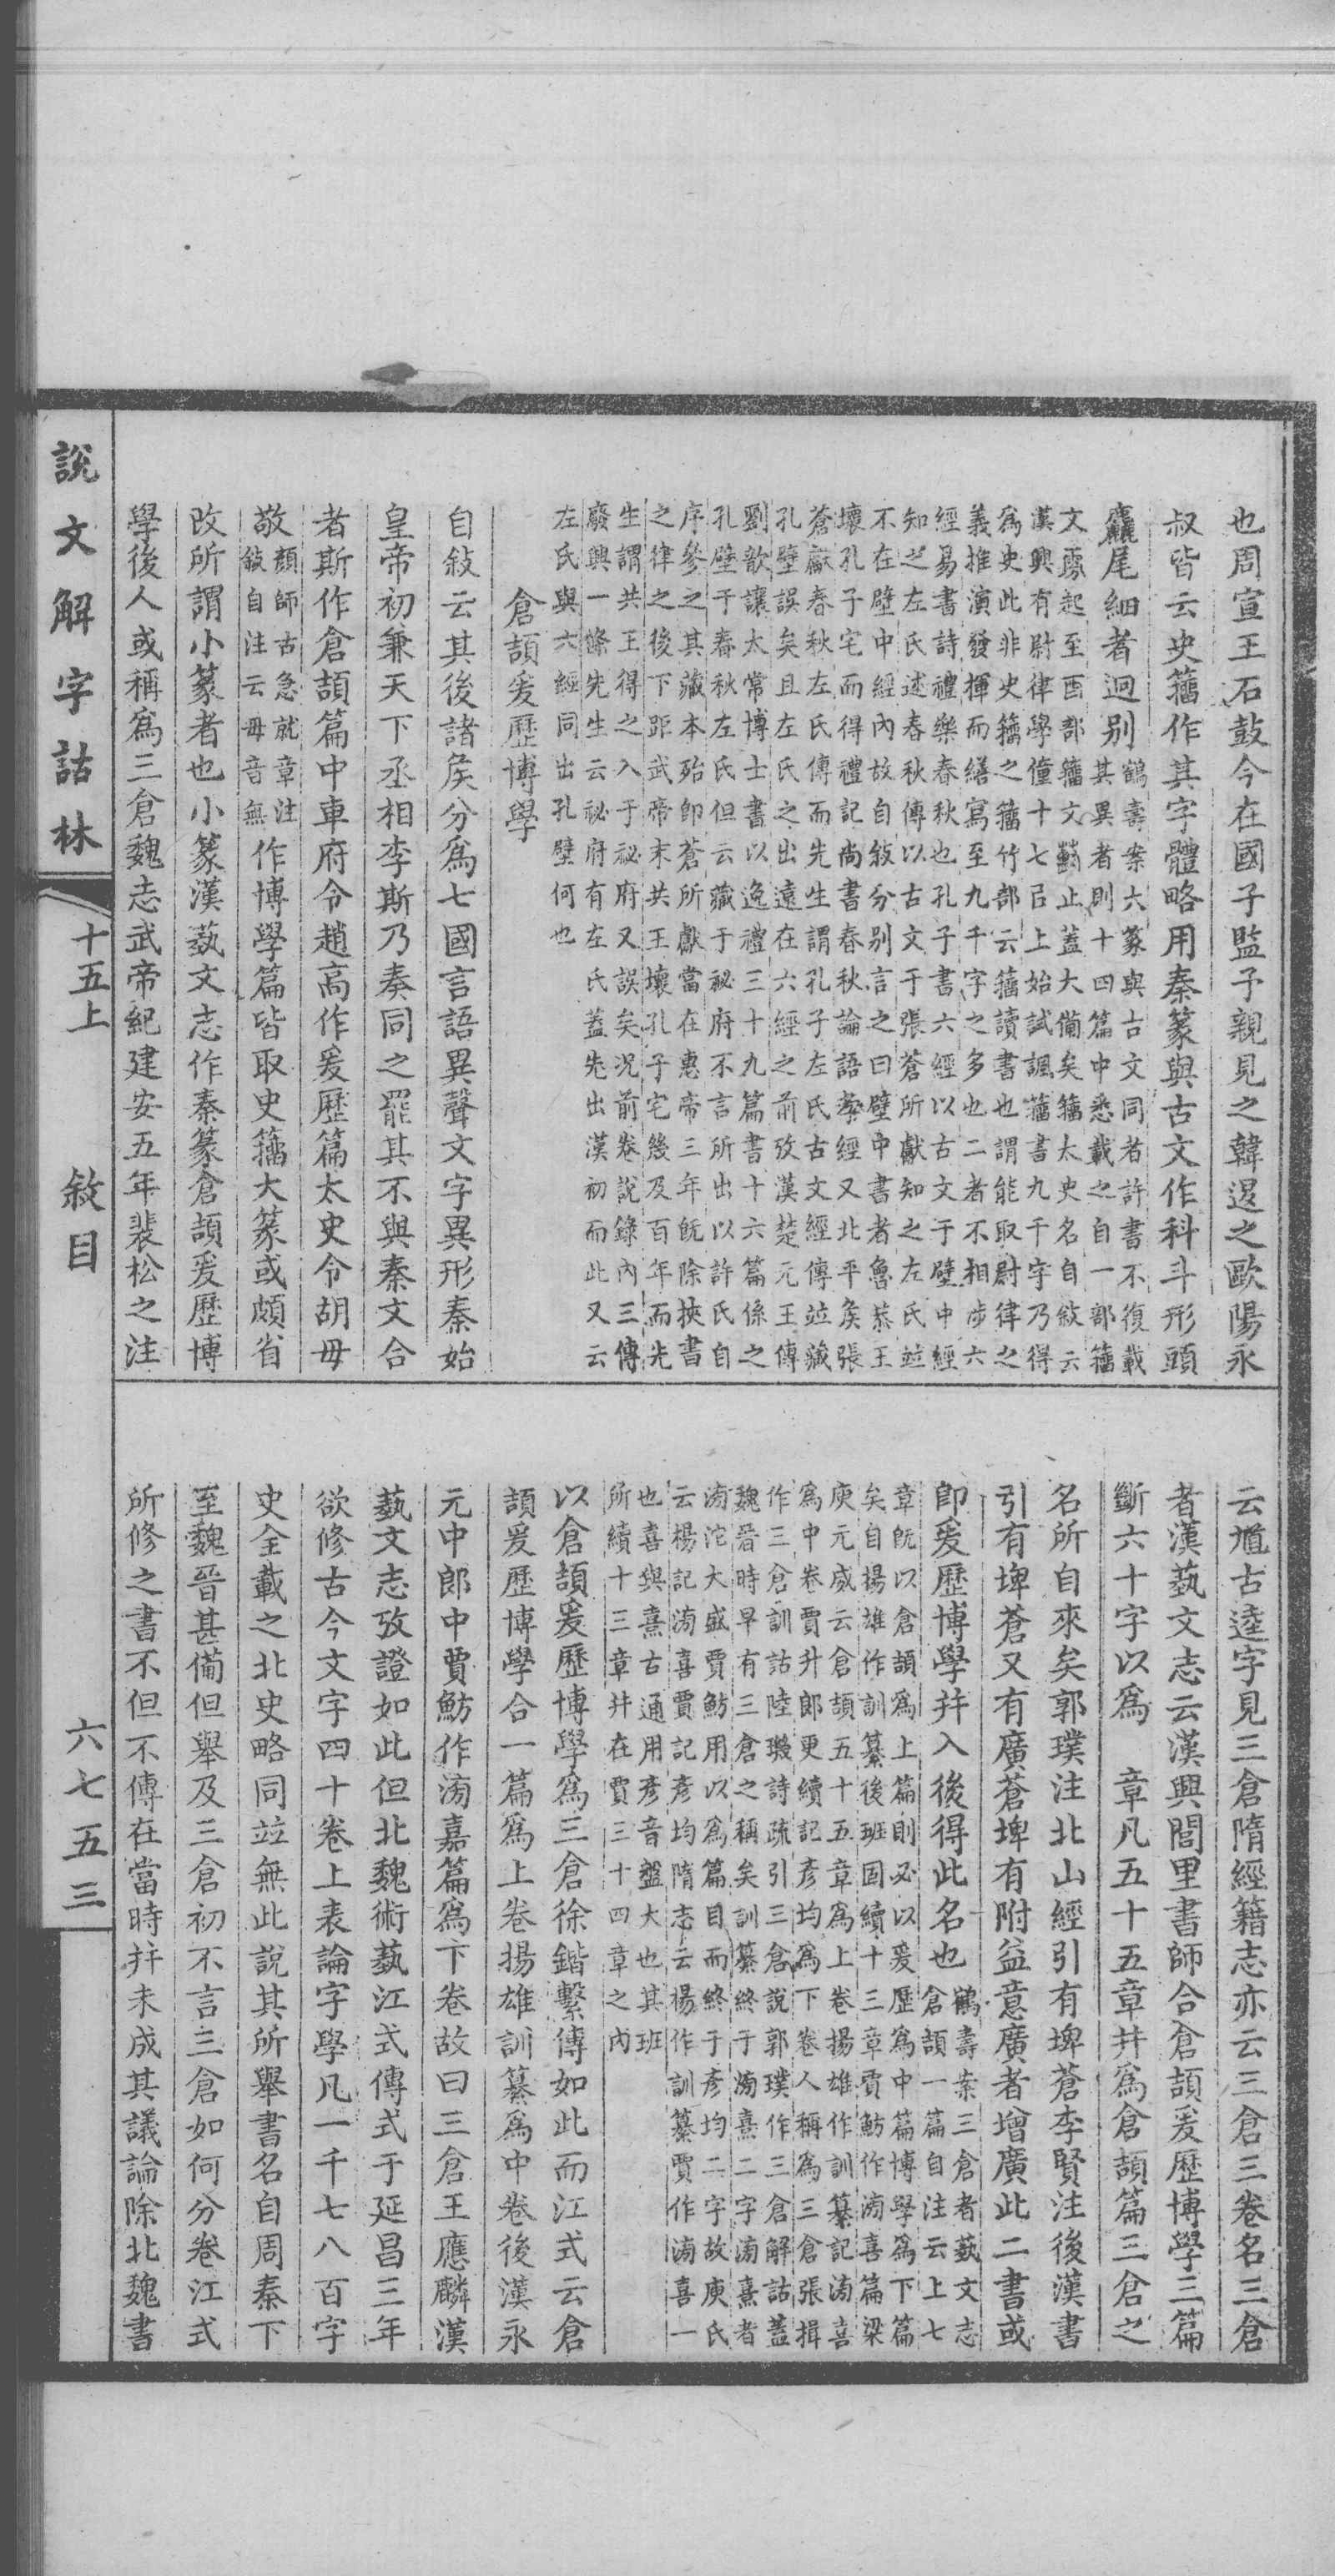 也周宣王石鼓今在國子監予親見之韓退之歐陽永
叔皆云史籀作其字體略用秦篆與古文作科斗形頭
麤尾細者迥別鶴壽案六篆與古文同者許書不復載
其異者則十四篇中悉載之自一部籀
文起至酉部籀文止蓋大備矣籀太史名自敍云
漢興有尉律學僮十七㠯上始試諷籀書九千字乃得
爲史此非史籀之籀竹部云籀讀書也謂能取尉律之
義推演發揮而繕寫至九千字之多也二者不相涉六
經易書詩禮樂春秋也孔子書六經以古文于壁中經
知之左氏述春秋傳以古文于張蒼所獻知之左氏竝
不在壁中經內故自敍分別言之曰壁中書者魯恭王
壞孔子宅而得禮記尚書春秋論語孝經又北平矦張
蒼獻春秋左氏傳而先生謂孔子左氏古文經傳竝藏
孔壁誤矣且左氏之出遠在六經之前攷漢楚元王傳
劉歆讓太常博士書以逸禮三十九篇書十六篇係之
孔壁于春秋左氏但云藏于祕府不言所出以許氏自
序參之其藏本殆卽蒼所獻當在惠帝三年旣除挾書
之律之後下距武帝末共王壞孔子宅幾及百年而先
生謂共王得之入于祕府又誤矣況前卷說錄內三傳
廢興一條先生云祕府有左氏蓋先出漢初而此又云
左氏與六經同出孔壁何也
倉頡爰歷博學
自敍云其後諸矦分爲七國言語異聲文字異形秦始
皇帝初兼天下丞相李斯乃奏同之罷其不與秦文合
者斯作倉頡篇中車府令趙高作爰歷篇太史令胡毋
敬顏師古急就章注
敍自注云毋音無作博學篇皆取史籀大篆或頗省
改所謂小篆者也小篆漢蓺文志作秦篆倉頡爰歷博
學後人或稱爲三倉魏志武帝紀建安五年裴松之注
云馗古逵字見三倉隋經籍志亦云三倉三卷名三倉
者漢蓺文志云漢興閭里書師合倉頡爰歷博學三篇
斷六十字以爲 章凡五十五章幷爲倉頡篇三倉之
名所自來矣郭璞注北山經引有埤蒼李賢注後漢書
引有埤蒼又有廣蒼埤有附益意廣者增廣此二書或
卽爰歷博學幷入後得此名也鶴壽案三倉者蓺文志
倉頡一篇自注云上七
章旣以倉頡爲上篇則必以爰歷爲中篇博學爲下篇
矣自揚雄作訓纂後班固續十三章賈魴作滂喜篇梁
庾元威云倉頡五十五章爲上卷揚雄作訓纂記滂喜
爲中卷賈升郎更續記彥均爲下卷人稱爲三倉張揖
作三倉訓詁陸璣詩疏引三倉說郭璞作三倉解詁蓋
魏晉時早有三倉之稱矣訓纂終于滂熹二字滂熹者
滂沱大盛賈魴用以爲篇目而終于彥均二字故庾氏
云楊記滂喜賈記彥均隋志云揚作訓纂賈作滂喜一
也喜與熹古通用彥音盤大也其班
所續十三章幷在賈三十四章之內
以倉頡爰歷博學爲三倉徐鍇繫傳如此而江式云倉
頡爰歷博學合一篇爲上卷揚雄訓纂爲中卷後漢永
元中郎中賈魴作滂嘉篇爲下卷故曰三倉王應麟漢
蓺文志攷證如此但北魏術蓺江式傳式于延昌三年
欲修古今文字四十卷上表論字學凡一千七八百字
史全載之北史略同竝無此說其所舉書名自周秦下
至魏晉甚備但舉及三倉初不言三倉如何分卷江式
所修之書不但不傳在當時幷未成其議論除北魏書
說文解字詁林
十五上
敍目
六七五三